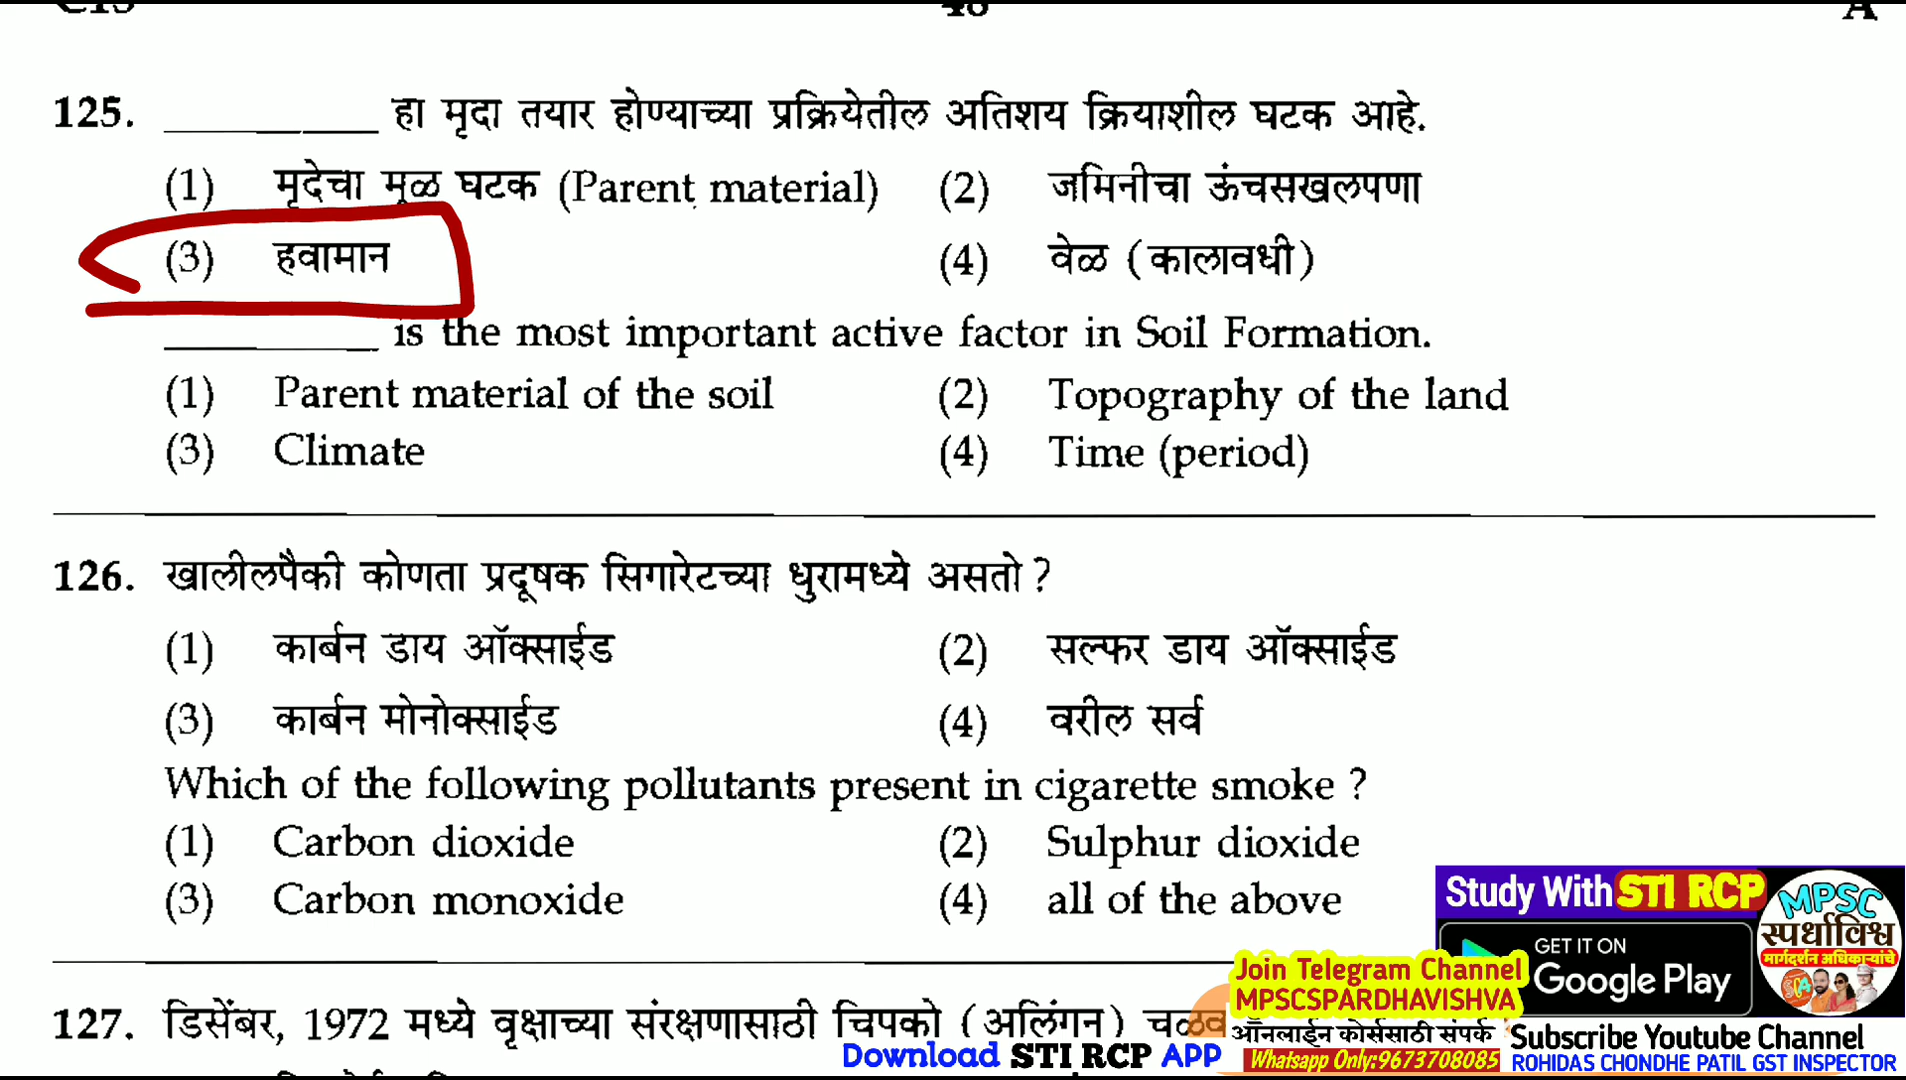 48
A
125. ________ हा मृदा तयार होण्याच्या प्रक्रियेतील अतिशय क्रियाशील घटक आहे.
(1) मृदेचा मूळ घटक (Parent material) (2) जमिनीचा ऊंचसखलपणा
(3) हवामान (4) वेळ (कालावधी)
________ is the most important active factor in Soil Formation.
(1) Parent material of the soil (2) Topography of the land
(3) Climate (4) Time (period)
126. खालीलपैकी कोणता प्रदूषक सिगारेटच्या धुरामध्ये असतो ?
(1) कार्बन डाय ऑक्साईड (2) सल्फर डाय ऑक्साईड
(3) कार्बन मोनोक्साईड (4) वरील सर्व
Which of the following pollutants present in cigarette smoke ?
(1) Carbon dioxide (2) Sulphur dioxide
(3) Carbon monoxide (4) all of the above
Study With STI RCP
MPSC
स्पर्धाविश्व
मार्गदर्शन अधिकाऱ्यांचे
GET IT ON
Google Play
Join Telegram Channel
MPSCSPARDHAVISHVA
127. डिसेंबर, 1972 मध्ये वृक्षाच्या संरक्षणासाठी चिपको (अलिंगन)
ऑनलाईन कोर्ससाठी संपर्क
Whatsapp Only:9673708085
Download STI RCP APP
Subscribe Youtube Channel
ROHIDAS CHONDHE PATIL GST INSPECTOR